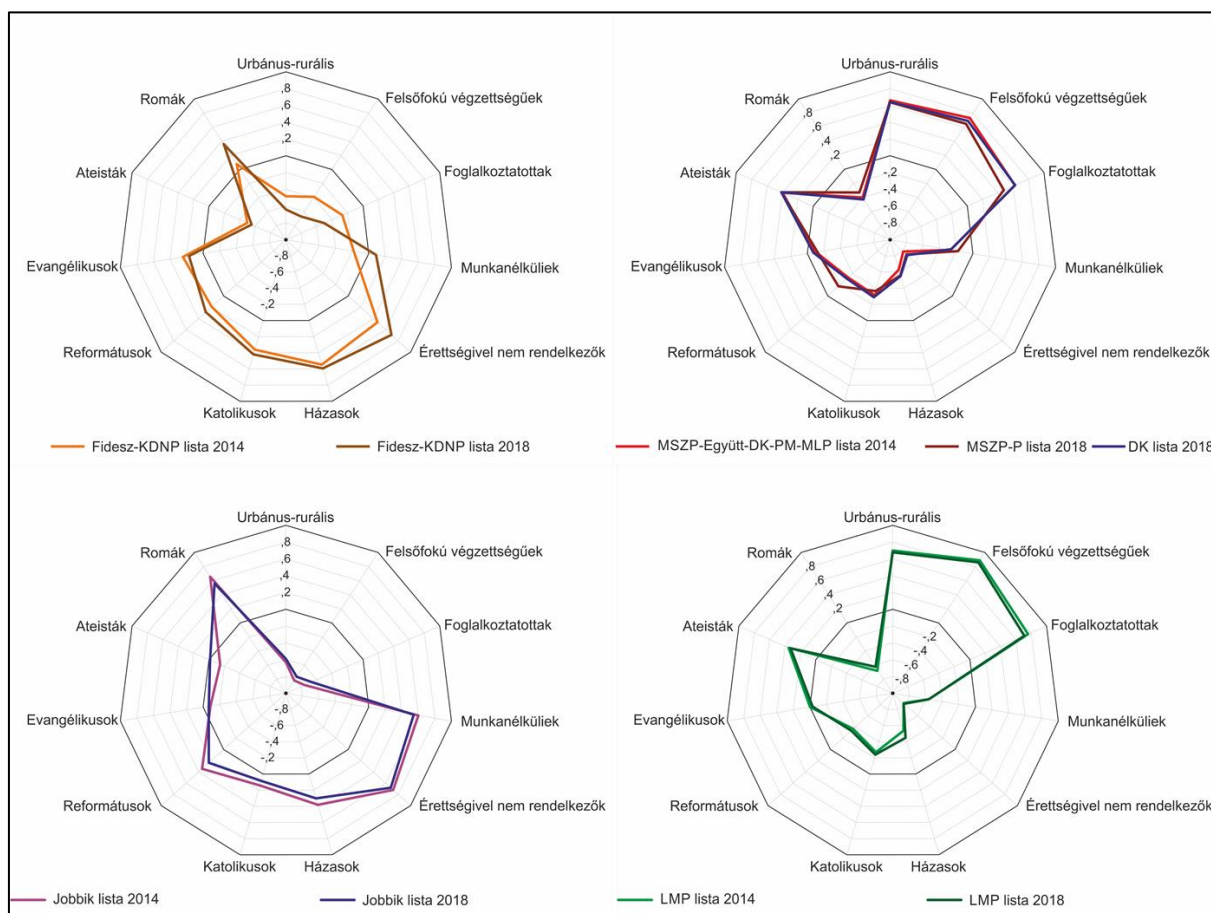 Urbánus-rurális
Felsőfokú végzettségűek
Foglalkoztatottak
Munkanélküliek
Érettségivel nem rendelkezők
Házasok
Katolikusok
Reformátusok
Evangélikusok
Ateisták
Romák
,8
,6
,4
,2
-,8
-,6
-,4
-,2
Fidesz-KDNP lista 2014
Fidesz-KDNP lista 2018
Urbánus-rurális
Felsőfokú végzettségűek
Foglalkoztatottak
Munkanélküliek
Érettségivel nem rendelkezők
Házasok
Katolikusok
Reformátusok
Evangélikusok
Ateisták
Romák
,8
,6
,4
,2
-,2
-,4
-,6
-,8
MSZP-Együtt-DK-PM-MLP lista 2014
MSZP-P lista 2018
DK lista 2018
Urbánus-rurális
Felsőfokú végzettségűek
Foglalkoztatottak
Munkanélküliek
Érettségivel nem rendelkezők
Házasok
Katolikusok
Reformátusok
Evangélikusok
Ateisták
Romák
,8
,6
,4
,2
-,8
-,6
-,4
-,2
Jobbik lista 2014
Jobbik lista 2018
Urbánus-rurális
Felsőfokú végzettségűek
Foglalkoztatottak
Munkanélküliek
Érettségivel nem rendelkezők
Házasok
Katolikusok
Reformátusok
Evangélikusok
Ateisták
Romák
,8
,6
,4
,2
-,2
-,4
-,6
-,8
LMP lista 2014
LMP lista 2018